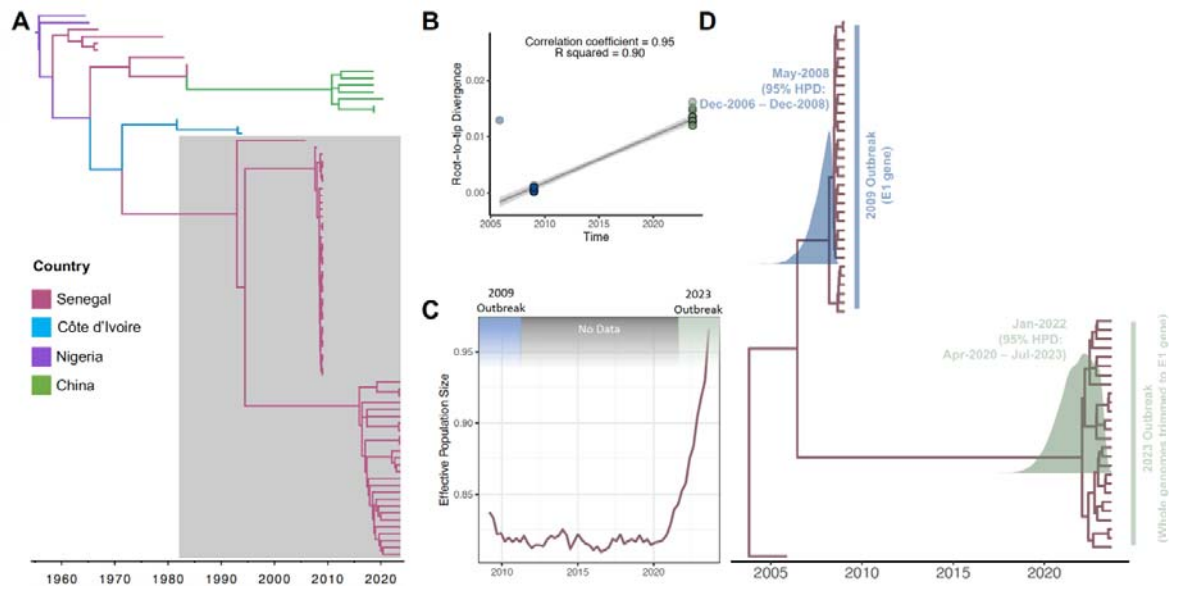 A
Country
Senegal
Côte d'Ivoire
Nigeria
China
1960 1970 1980 1990 2000 2010 2020
B
Correlation coefficient = 0.95
R squared = 0.90
Root-to-tip Divergence
0.02
0.01
0.00
2005 2010 2015 2020
Time
C
2009
Outbreak
2023
Outbreak
No Data
Effective Population Size
0.95
0.90
0.85
2010 2015 2020
D
May-2008
(95% HPD:
Dec-2006 – Dec-2008)
2009 Outbreak
(E1 gene)
Jan-2022
(95% HPD:
Apr-2020 – Jul-2023)
2023 Outbreak
(Whole genomes trimmed to E1 gene)
2005 2010 2015 2020